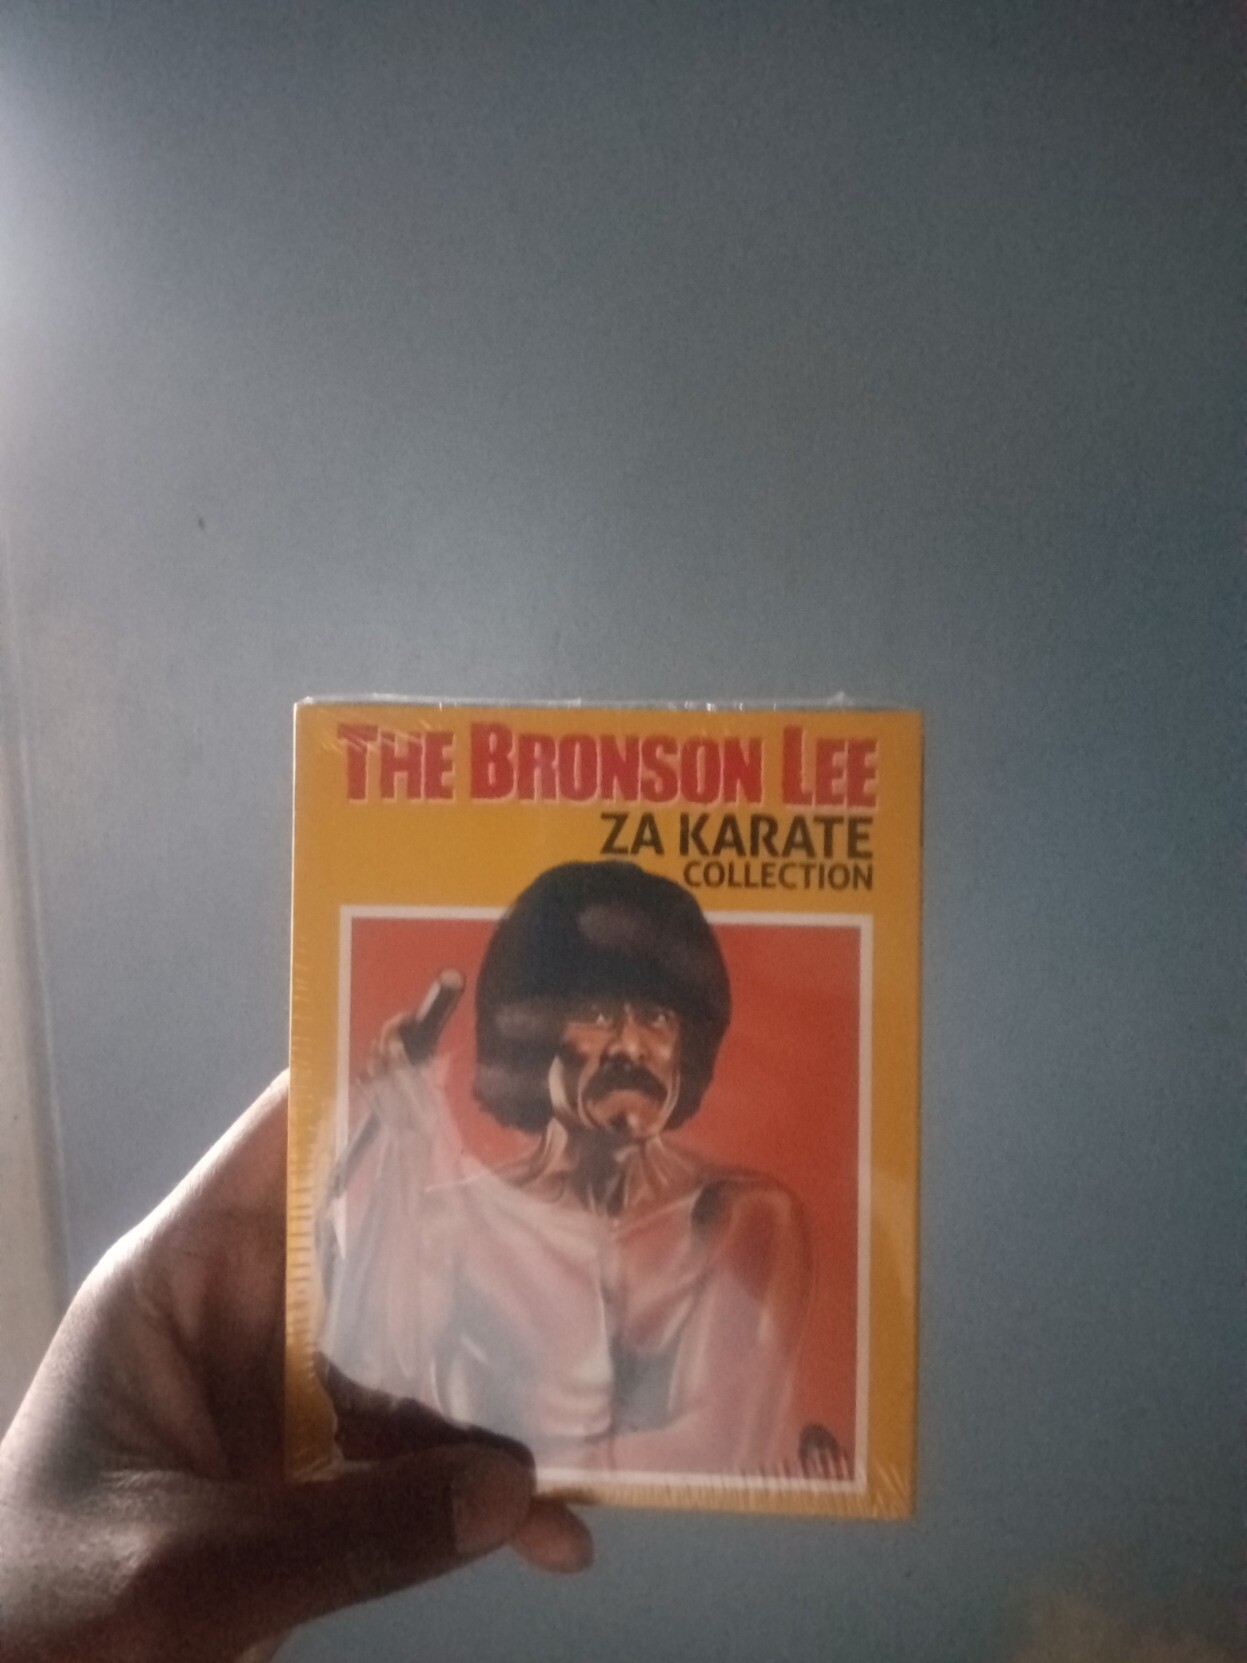 THE BRONSON LEE
ZA KARATE
COLLECTION